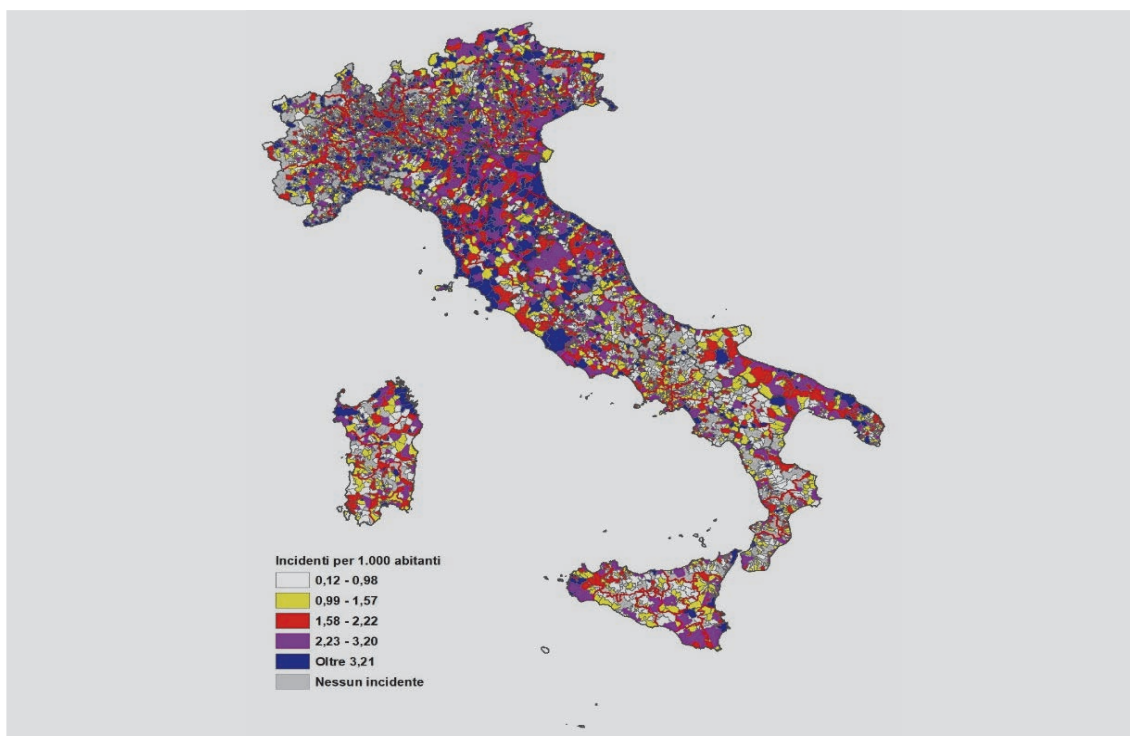 Incidenti per 1.000 abitanti
0,12 - 0,98
0,99 - 1,57
1,58 - 2,22
2,23 - 3,20
Oltre 3,21
Nessun incidente